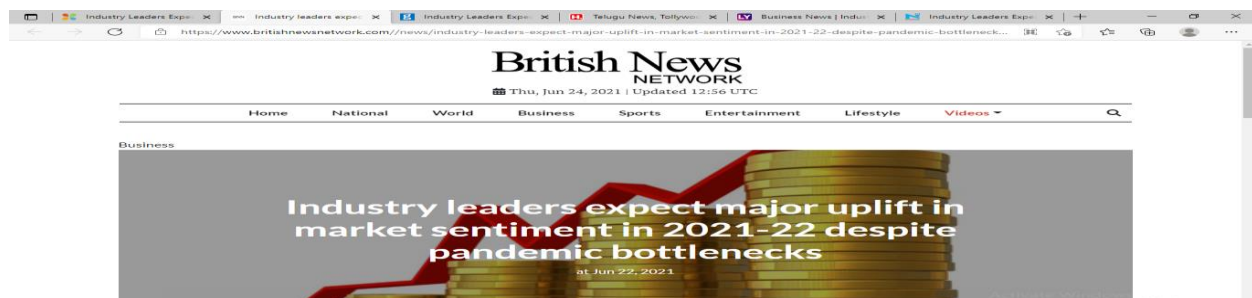 Industry Leaders Expe
Industry leaders expec
Industry Leaders Expe
Telugu News, Tollywo
Business News | Indus
Industry Leaders Expe
https://www.britishnewsnetwork.com//news/industry-leaders-expect-major-uplift-in-market-sentiment-in-2021-22-despite-pandemic-bottleneck...
British News
NETWORK
Thu, Jun 24, 2021 | Updated 12:56 UTC
Home National World Business Sports Entertainment Lifestyle Videos
Business
Industry leaders expect major uplift in
market sentiment in 2021-22 despite
pandemic bottlenecks
at Jun 22, 2021